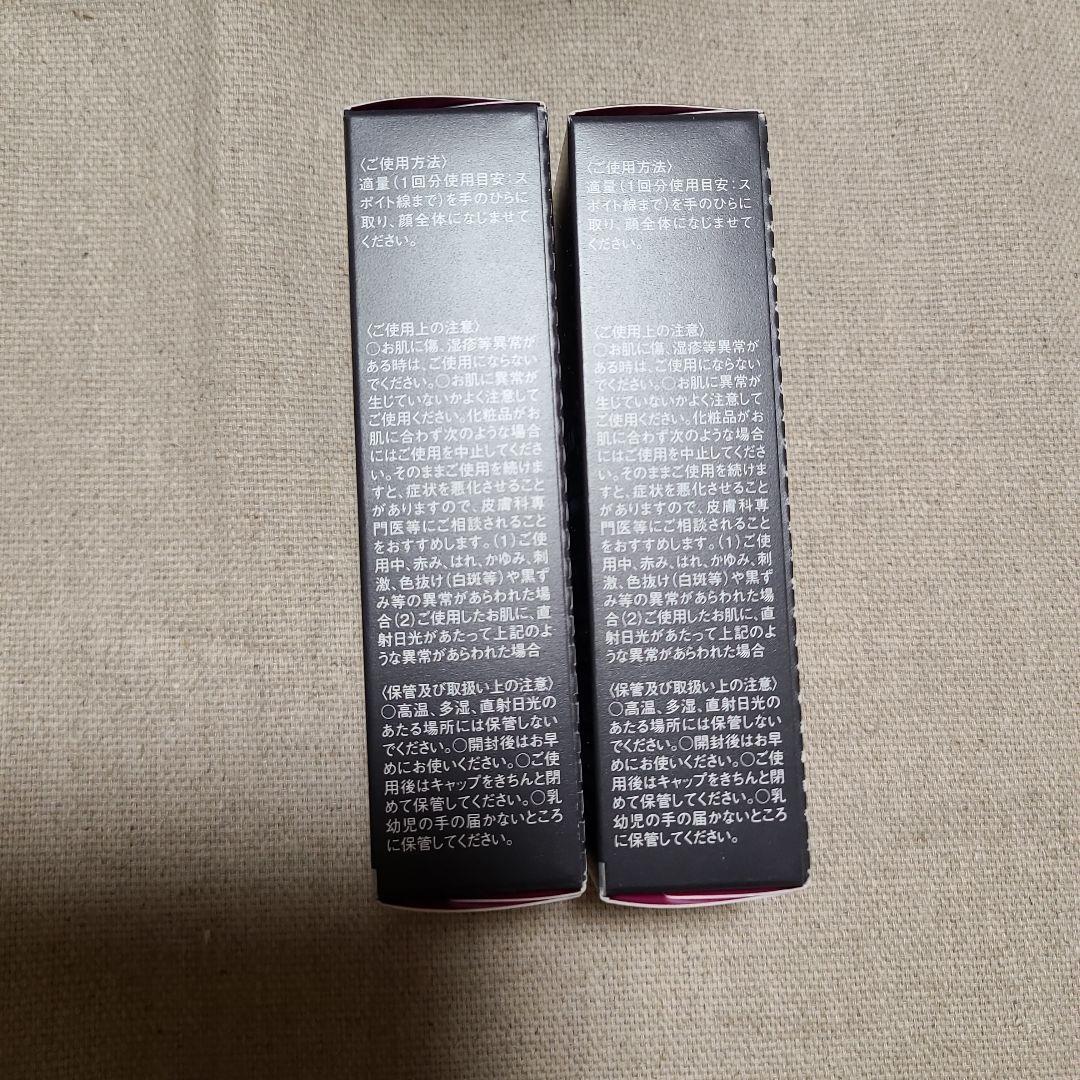 〈ご使用方法〉
適量(1回分使用目安:ス
ポイト線まで)を手のひらに
取り、顔全体になじませて
ください。
〈ご使用上の注意〉
○お肌に傷、湿疹等異常が
ある時は、ご使用にならない
でください。○お肌に異常が
生じていないかよく注意して
ご使用ください。化粧品がお
肌に合わず次のような場合
にはご使用を中止してくださ
い。そのままご使用を続けま
すと、症状を悪化させること
がありますので、皮膚科専
門医等にご相談されること
をおすすめします。(1)ご使
用中、赤み、はれ、かゆみ、刺
激、色抜け(白斑等)や黒ず
み等の異常があらわれた場
合(2)ご使用したお肌に、直
射日光があたって上記のよ
うな異常があらわれた場合
〈保管及び取扱い上の注意〉
○高温、多湿、直射日光の
あたる場所には保管しない
でください。○開封後はお早
めにお使いください。○ご使
用後はキャップをきちんと閉
めて保管してください。○乳
幼児の手の届かないところ
に保管してください。
〈ご使用方法〉
適量(1回分使用目安:ス
ポイト線まで)を手のひらに
取り、顔全体になじませて
ください。
〈ご使用上の注意〉
○お肌に傷、湿疹等異常が
ある時は、ご使用にならない
でください。○お肌に異常が
生じていないかよく注意して
ご使用ください。化粧品がお
肌に合わず次のような場合
にはご使用を中止してくださ
い。そのままご使用を続けま
すと、症状を悪化させること
がありますので、皮膚科専
門医等にご相談されること
をおすすめします。(1)ご使
用中、赤み、はれ、かゆみ、刺
激、色抜け(白斑等)や黒ず
み等の異常があらわれた場
合(2)ご使用したお肌に、直
射日光があたって上記のよ
うな異常があらわれた場合
〈保管及び取扱い上の注意〉
○高温、多湿、直射日光の
あたる場所には保管しない
でください。○開封後はお早
めにお使いください。○ご使
用後はキャップをきちんと閉
めて保管してください。○乳
幼児の手の届かないところ
に保管してください。